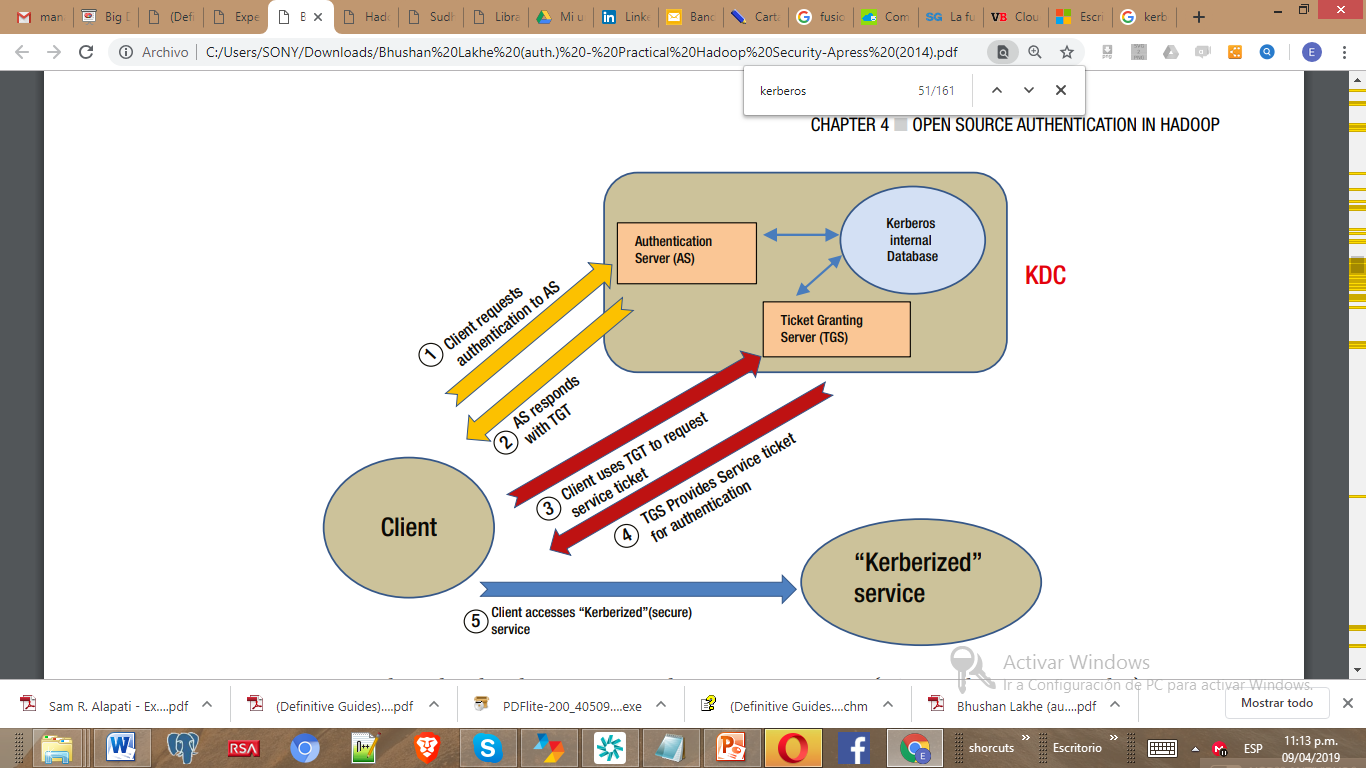 man
Big D
(Defi
Expe
B
Hado
Sudh
Libra
Mi u
Linke
Banc
Carta
fusio
Com
SG La fu
VB Clou
Escri
kerb
Archivo
C:/Users/SONY/Downloads/Bhushan%20Lakhe%20(auth.)%20-%20Practical%20Hadoop%20Security-Apress%20(2014).pdf
E
kerberos
51/161
CHAPTER 4 OPEN SOURCE AUTHENTICATION IN HADOOP
Authentication
Server (AS)
Kerberos
internal
Database
KDC
Ticket Granting
Server (TGS)
1 Client requests
authentication to AS
2 AS responds
with TGT
3 Client uses TGT to request
service ticket
4 TGS Provides Service ticket
for authentication
Client
“Kerberized”
service
5 Client accesses “Kerberized”(secure)
service
Activar Windows
Ir a Configuración de PC para activar Windows.
Sam R. Alapati - Ex....pdf
(Definitive Guides)....pdf
PDFlite-200_40509....exe
(Definitive Guides....chm
Bhushan Lakhe (au....pdf
Mostrar todo
RSA
shorcuts
Escritorio
ESP
11:13 p.m.
09/04/2019